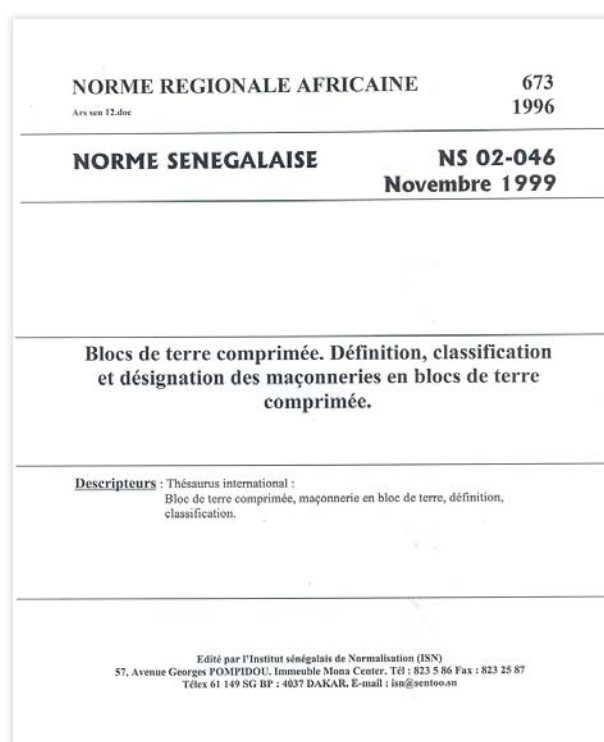 NORME REGIONALE AFRICAINE 673
Ars sen 12.doc 1996
NORME SENEGALAISE NS 02-046
Novembre 1999
Blocs de terre comprimée. Définition, classification
et désignation des maçonneries en blocs de terre
comprimée.
Descripteurs : Thésaurus international :
Bloc de terre comprimée, maçonnerie en bloc de terre, définition,
classification.
Edité par l'Institut sénégalais de Normalisation (ISN)
57, Avenue Georges POMPIDOU. Immeuble Mona Center. Tél : 823 5 86 Fax : 823 25 87
Télex 61 149 SG BP : 4037 DAKAR. E-mail : isn@sentoo.sn